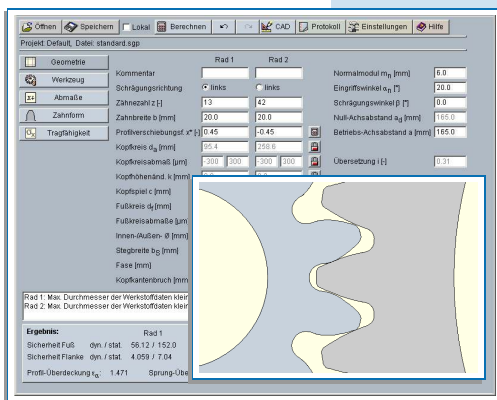 Öffnen Speichern Lokal Berechnen CAD Protokoll Einstellungen Hilfe
Projekt: Default, Datei: standard.sgp
Geometrie
Werkzeug
Abmaße
Zahnform
Tragfähigkeit
Rad 1 Rad 2
Kommentar
Schrägungsrichtung links links
Zähnezahl z [-] 13 42
Zahnbreite b [mm] 20.0 20.0
Profilverschiebungsf. x* [-] 0.45 -0.45
Kopfkreis da [mm] 95.4 258.6
Kopfkreisabmaß [µm] -300 300 -300 300
Kopfhöhenänd. k [mm]
Kopfspiel c [mm]
Fußkreis df [mm]
Fußkreisabmaße [µm
Innen-/Außen- Ø [mm]
Stegbreite bS [mm]
Fase [mm]
Kopfkantenbruch [mm
Normalmodul mn [mm] 6.0
Eingriffswinkel αn [°] 20.0
Schrägungswinkel β [°] 0.0
Null-Achsabstand ad [mm] 165.0
Betriebs-Achsabstand a [mm] 165.0
Übersetzung i [-] 0.31
Rad 1: Max. Durchmesser der Werkstoffdaten klein
Rad 2: Max. Durchmesser der Werkstoffdaten klein
Ergebnis: Rad 1
Sicherheit Fuß dyn. / stat. 56.12 / 152.0
Sicherheit Flanke dyn. / stat. 4.059 / 7.04
Profil-Überdeckung εα: 1.471 Sprung-Übe